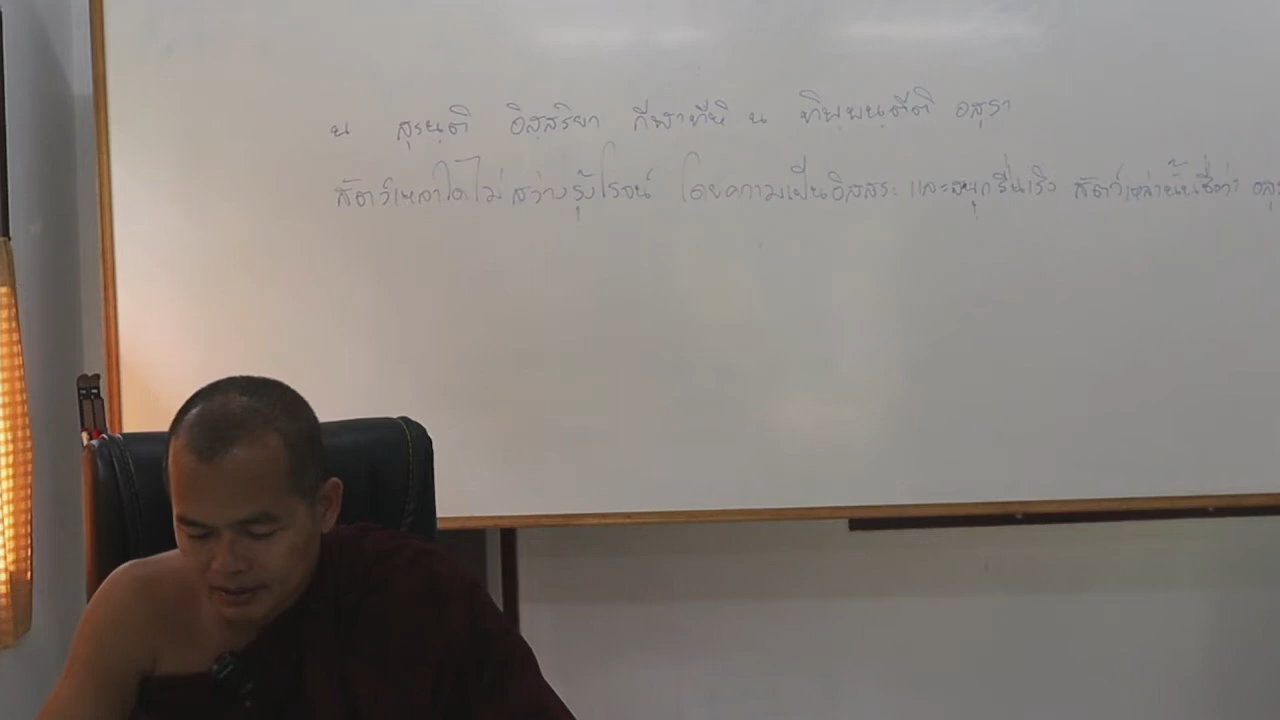 น สุรนฺติ อิสฺสริยา กีฬาทีหิ น ทิพฺพนฺตีติ อสุรา
สัตว์เหล่าใดไม่สว่างรุ่งโรจน์ โดยความเป็นอิสสระ และสนุกรื่นเริง สัตว์เหล่านั้นชื่อว่า อสุ